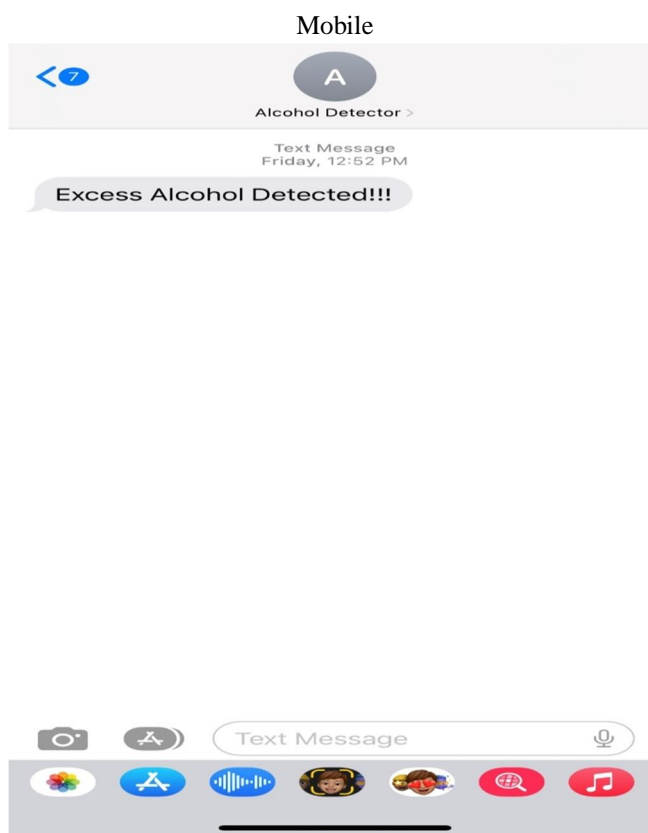 Mobile
7
A
Alcohol Detector >
Text Message
Friday, 12:52 PM
Excess Alcohol Detected!!!
Text Message